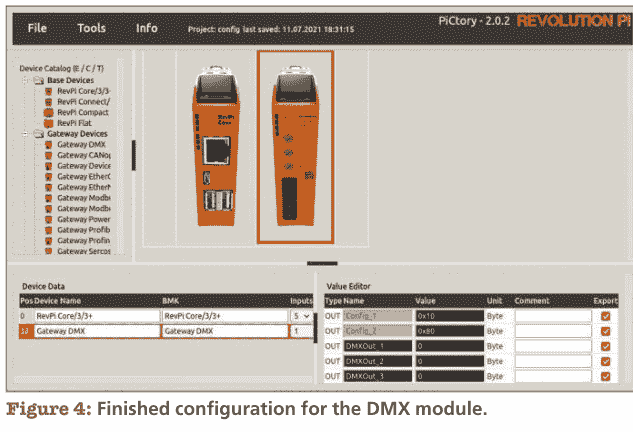 File Tools Info Project: config last saved: 11.07.2021 18:31:15 PiCtory - 2.0.2 REVOLUTION PI
Device Catalog (E / C / T)
Base Devices
RevPi Core/3/3+
RevPi Connect/
RevPi Compact
RevPi Flat
Gateway Devices
Gateway DMX
Gateway CANop
Gateway Device
Gateway EtherC
Gateway EtherN
Gateway Modbu
Gateway Modbu
Gateway Power
Gateway Profib
Gateway Profin
Gateway Sercos
RevPi
Core
Device Data
Pos Device Name BMK Inputs
0 RevPi Core/3/3+ RevPi Core/3/3+ 5
Gateway DMX Gateway DMX 1
Value Editor
Type Name Value Unit Comment Export
OUT Config_1 0x10 Byte
OUT Config_2 0x80 Byte
OUT DMXOut_1 0 Byte
OUT DMXOut_2 0 Byte
OUT DMXOut_3 0 Byte
Figure 4: Finished configuration for the DMX module.